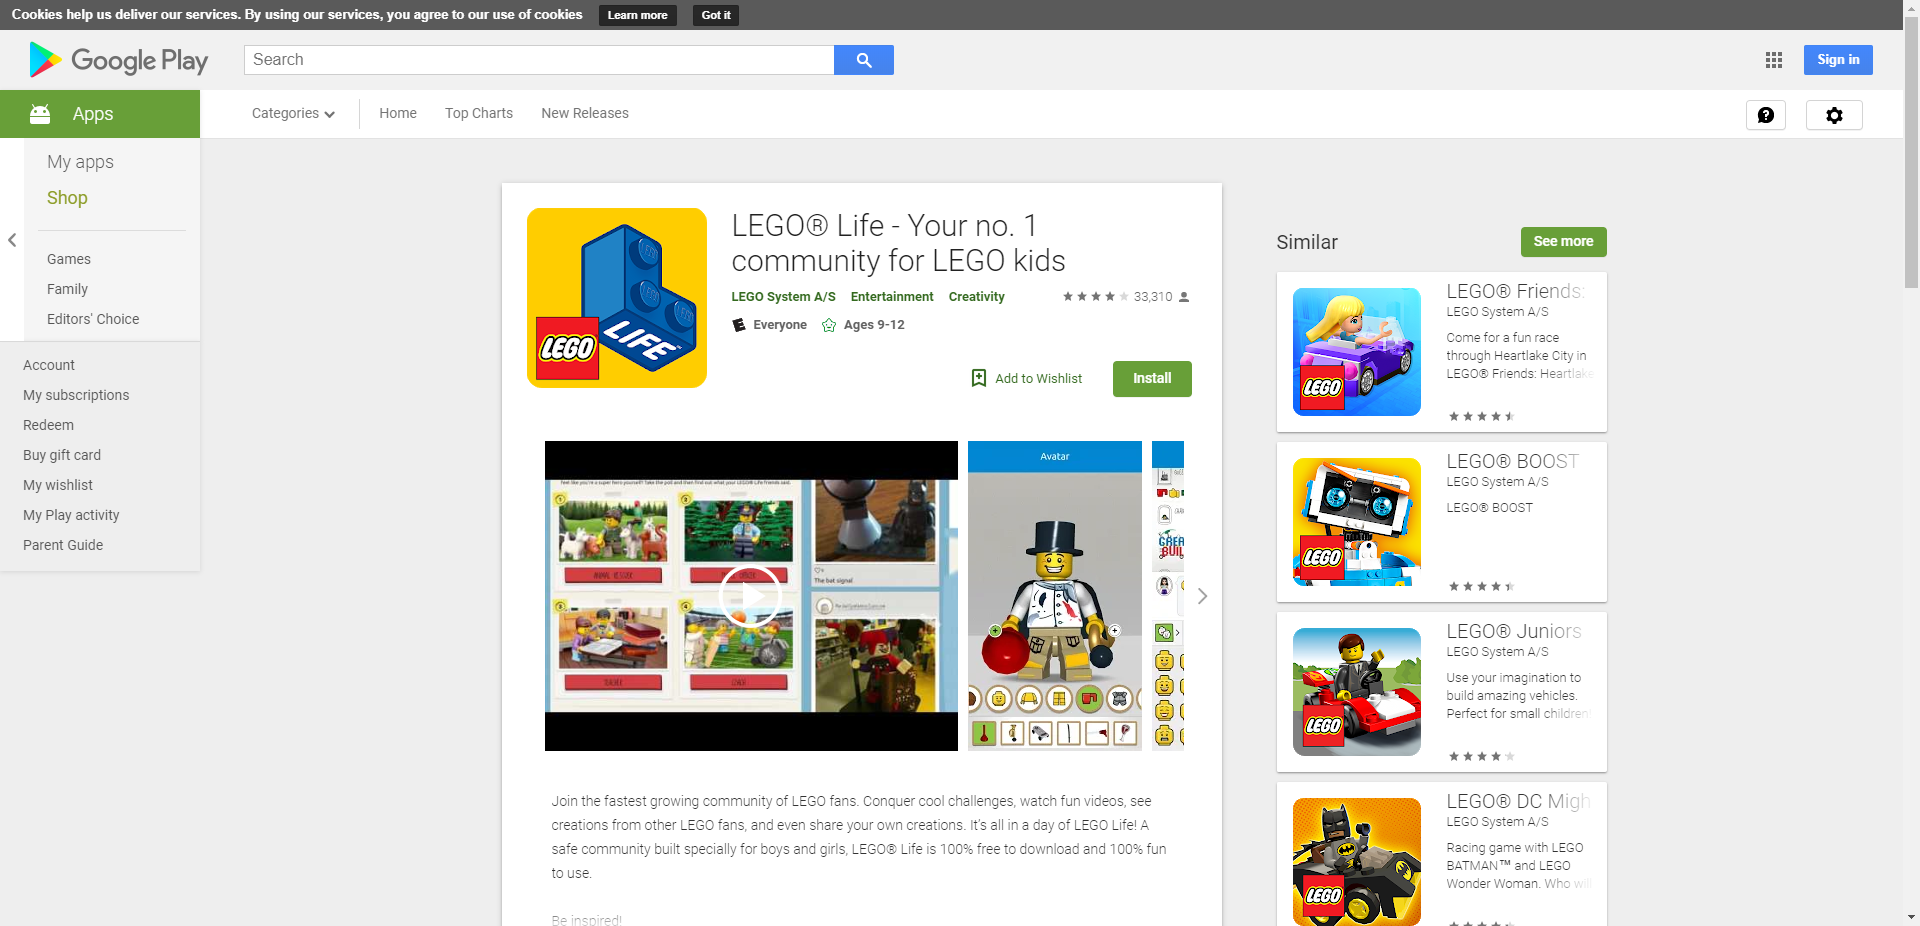 Cookies help us deliver our services. By using our services, you agree to our use of cookies
Learn more
Got it
Google Play
Search
Sign in
Apps
Categories
Home
Top Charts
New Releases
My apps
Shop
Games
Family
Editors' Choice
Account
My subscriptions
Redeem
Buy gift card
My wishlist
My Play activity
Parent Guide
LEGO
LIFE
LEGO® Life - Your no. 1
community for LEGO kids
LEGO System A/S
Entertainment
Creativity
33,310
Everyone
Ages 9-12
Add to Wishlist
Install
The bat signal
Avatar
Join the fastest growing community of LEGO fans. Conquer cool challenges, watch fun videos, see
creations from other LEGO fans, and even share your own creations. It's all in a day of LEGO Life! A
safe community built specially for boys and girls, LEGO® Life is 100% free to download and 100% fun
to use.
Be inspired!
Similar
See more
LEGO
LEGO® Friends:
LEGO System A/S
Come for a fun race
through Heartlake City in
LEGO® Friends: Heartlake
LEGO
LEGO® BOOST
LEGO System A/S
LEGO® BOOST
LEGO
LEGO® Juniors
LEGO System A/S
Use your imagination to
build amazing vehicles.
Perfect for small children
LEGO
LEGO® DC Migh
LEGO System A/S
Racing game with LEGO
BATMAN™ and LEGO
Wonder Woman. Who will